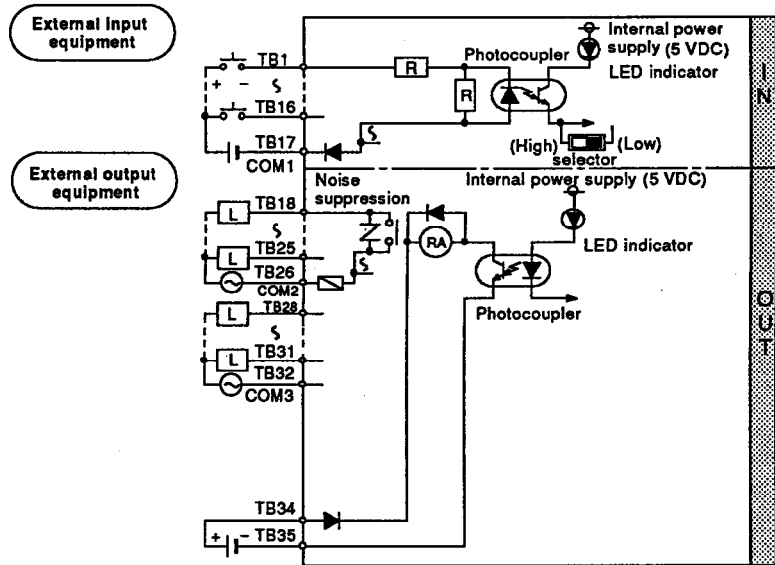 External input
equipment
Internal power
supply (5 VDC)
Photocoupler
LED indicator
TB1
R
+ −
R
TB16
TB17
COM1
(High) (Low)
selector
IN
External output
equipment
Noise
suppression
Internal power supply (5 VDC)
L TB18
LED indicator
RA
L TB25
TB26
COM2
Photocoupler
TB28
L
L TB31
TB32
COM3
OUT
TB34
+ − TB35